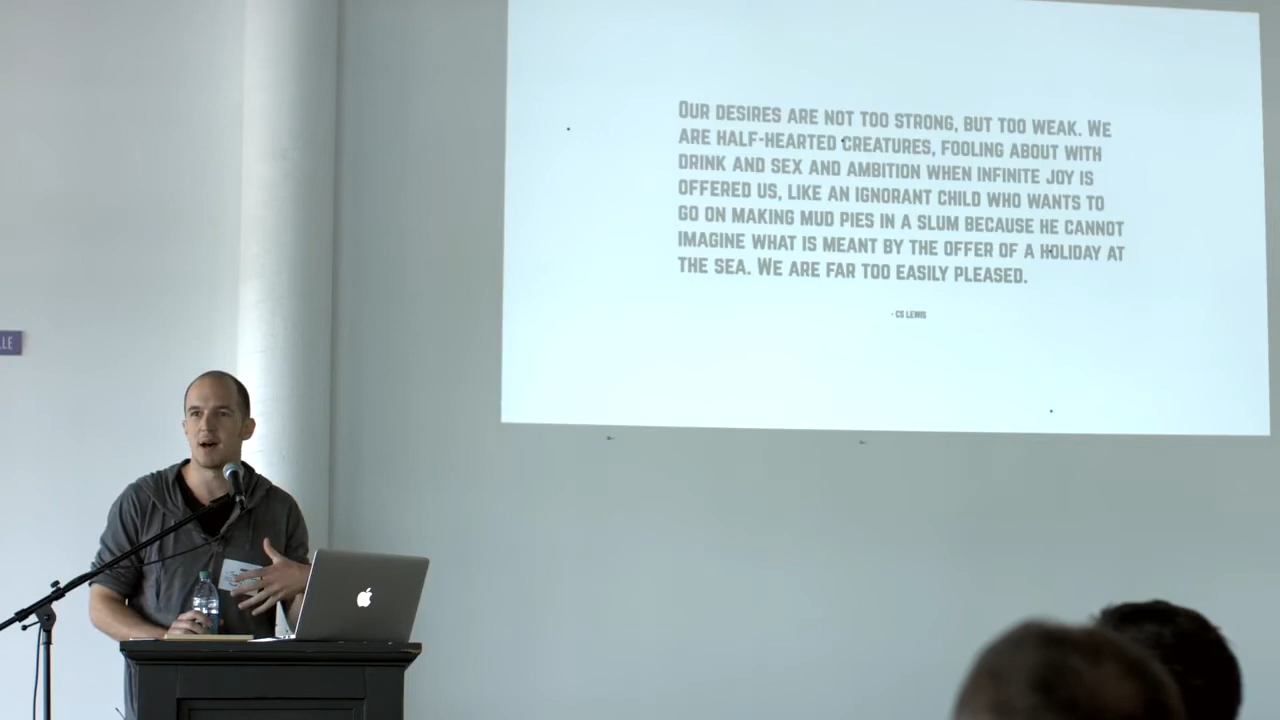 Our desires are not too strong, but too weak. We
are half-hearted creatures, fooling about with
drink and sex and ambition when infinite joy is
offered us, like an ignorant child who wants to
go on making mud pies in a slum because he cannot
imagine what is meant by the offer of a holiday at
the sea. We are far too easily pleased.
- CS Lewis
LLE